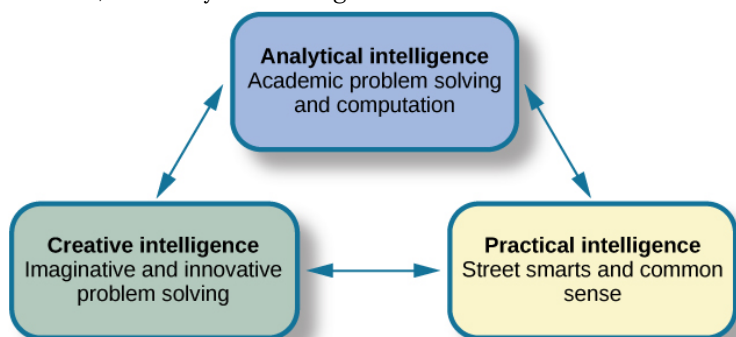 Analytical intelligence
Academic problem solving
and computation
Creative intelligence
Imaginative and innovative
problem solving
Practical intelligence
Street smarts and common
sense